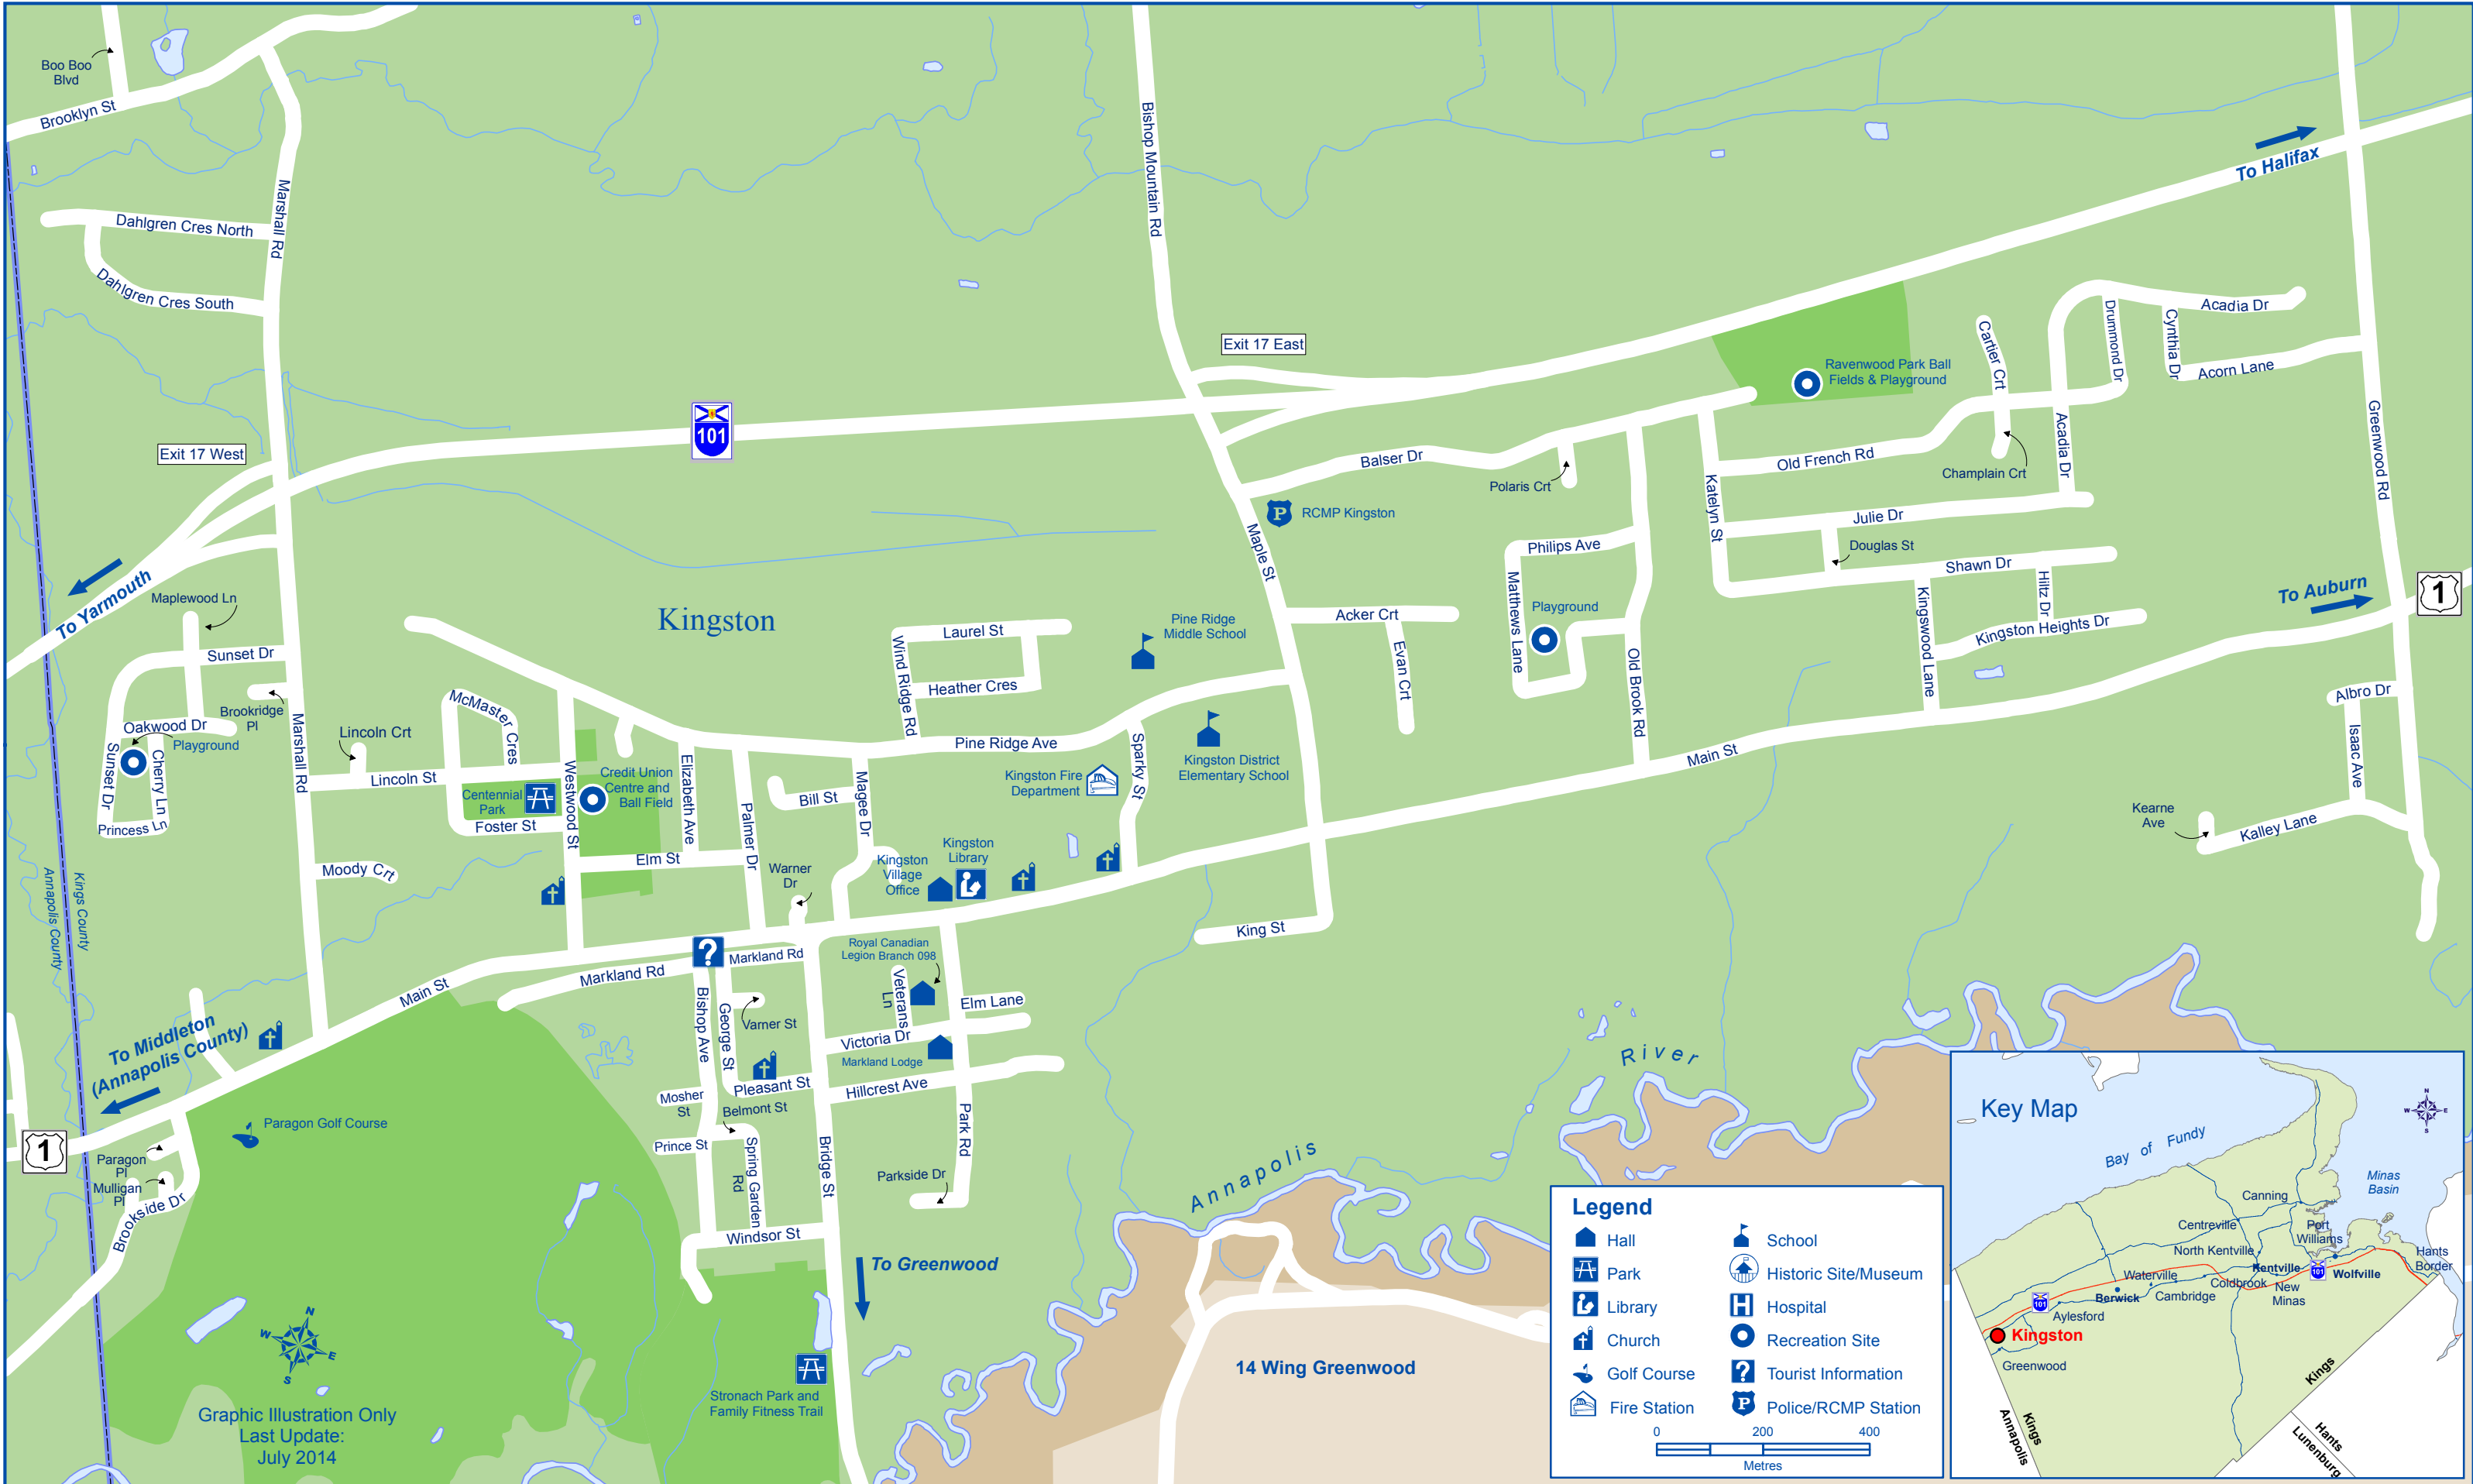 Boo Boo
Blvd
Brooklyn St
Marshall Rd
Dahlgren Cres North
Dahlgren Cres South
Bishop Mountain Rd
To Halifax
Exit 17 East
Exit 17 West
101
Ravenwood Park Ball
Fields & Playground
Cartier Crt
Champlain Crt
Drummond Dr
Cynthia Dr
Acadia Dr
Acorn Lane
Acadia Dr
Greenwood Rd
Balser Dr
Polaris Crt
Old French Rd
Katelyn St
Julie Dr
Douglas St
Shawn Dr
Hiltz Dr
Kingswood Lane
Kingston Heights Dr
To Auburn
1
P
RCMP Kingston
Maple St
Philips Ave
Matthews Lane
Playground
Old Brook Rd
Acker Crt
Evan Crt
To Yarmouth
Maplewood Ln
Sunset Dr
Brookridge
Pl
Oakwood Dr
Playground
Sunset Dr
Cherry Ln
Princess Ln
Marshall Rd
Lincoln Crt
Lincoln St
McMaster Cres
Centennial
Park
Foster St
Westwood St
Credit Union
Centre and
Ball Field
Elizabeth Ave
Palmer Dr
Elm St
Moody Crt
Kingston
Wind Ridge Rd
Laurel St
Heather Cres
Pine Ridge
Middle School
Pine Ridge Ave
Sparky St
Kingston District
Elementary School
Kingston Fire
Department
Bill St
Magee Dr
Kingston
Library
Kingston
Village
Office
Warner
Dr
Main St
Albro Dr
Isaac Ave
Kearne
Ave
Kalley Lane
King St
Kings County
Annapolis County
Main St
Markland Rd
?
Markland Rd
Royal Canadian
Legion Branch 098
Veterans
Ln
Elm Lane
Bishop Ave
George St
Varner St
Victoria Dr
Markland Lodge
Pleasant St
Hillcrest Ave
Mosher
St
Belmont St
Prince St
Spring Garden
Rd
Bridge St
Park Rd
Parkside Dr
Windsor St
To Greenwood
To Middleton
(Annapolis County)
1
Paragon
Pl
Mulligan
Pl
Brookside Dr
Paragon Golf Course
Annapolis
River
14 Wing Greenwood
Stronach Park and
Family Fitness Trail
N
W
E
S
Graphic Illustration Only
Last Update:
July 2014
Legend
Hall
School
Park
Historic Site/Museum
Library
H
Hospital
Church
Recreation Site
Golf Course
?
Tourist Information
Fire Station
P
Police/RCMP Station
0
200
400
Metres
Key Map
N
W
E
S
Bay of Fundy
Minas
Basin
Canning
Centreville
Port
Williams
North Kentville
Kentville
Hants
Border
101
Wolfville
Waterville
Coldbrook
New
Minas
Berwick
Cambridge
101
Aylesford
Kingston
Greenwood
Kings
Kings
Annapolis
Hants
Lunenburg